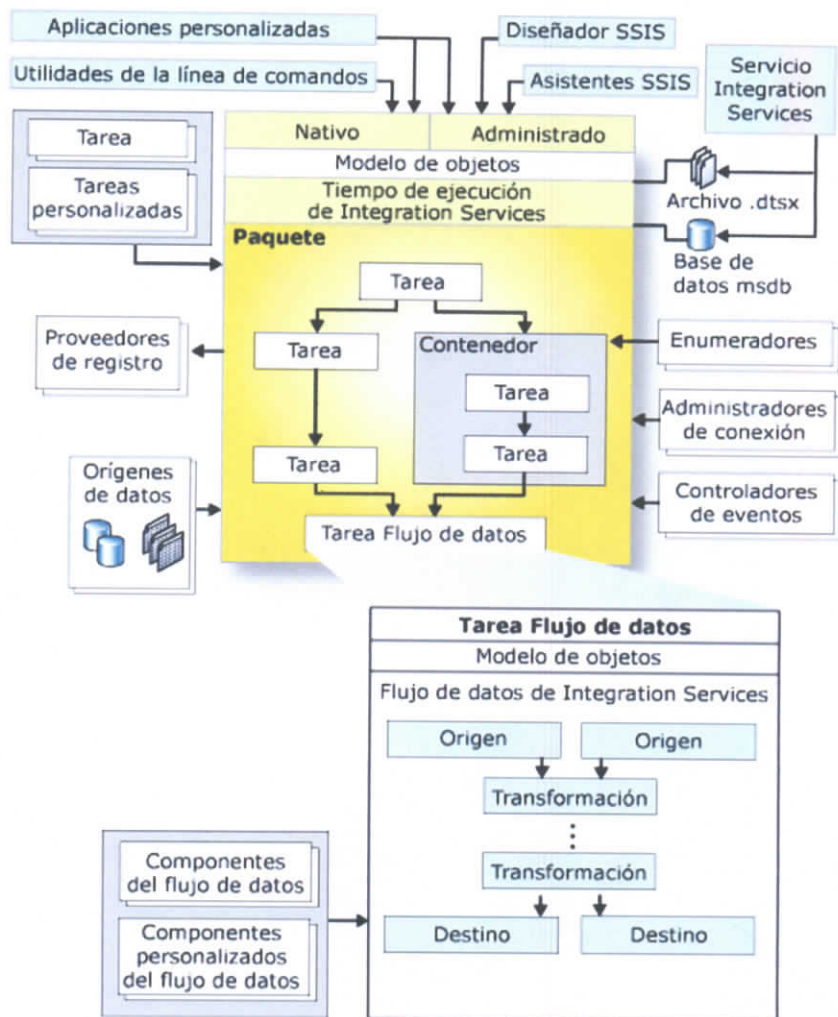 Aplicaciones personalizadas
Diseñador SSIS
Utilidades de la línea de comandos
Asistentes SSIS
Servicio
Integration
Services
Nativo
Administrado
Tarea
Modelo de objetos
Tareas
personalizadas
Tiempo de ejecución
de Integration Services
Archivo .dtsx
Paquete
Base de
datos msdb
Tarea
Proveedores
de registro
Tarea
Contenedor
Enumeradores
Tarea
Administradores
de conexión
Tarea
Tarea
Orígenes
de datos
Controladores
de eventos
Tarea Flujo de datos
Tarea Flujo de datos
Modelo de objetos
Flujo de datos de Integration Services
Origen
Origen
Transformación
Transformación
Componentes
del flujo de datos
Destino
Destino
Componentes
personalizados
del flujo de datos